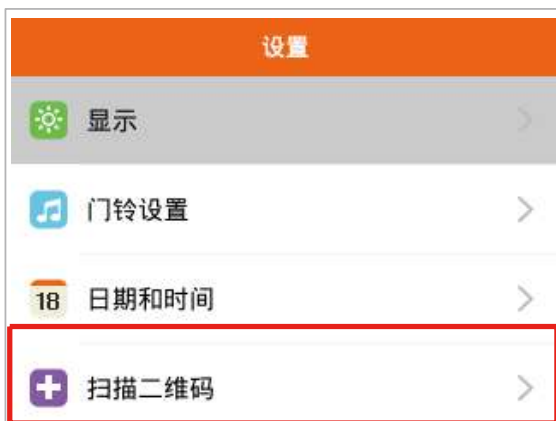 设置
显示
门铃设置
18 日期和时间
扫描二维码